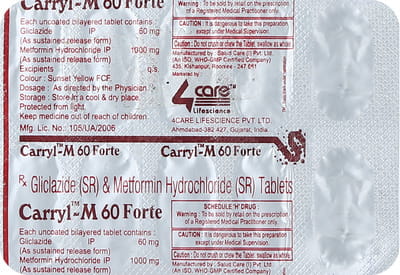 Carryl™-M 60 Forte
Each uncoated bilayered tablet contains :
Gliclazide IP 60 mg
(As sustained release form)
Metformin Hydrochloride IP 1000 mg
(As sustained release form)
Excipients q.s.
Colour : Sunset Yellow FCF.
Dosage : As directed by the Physician.
Storage : Store in a cool & dry place.
Protected from light.
Keep medicine out of reach of children.
Mfg. Lic. No.: 105/UA/2006
Warning : To be sold by retail on the prescription
of a Registered Medical Practitioner only.
CAUTION : It is dangerous to take this preparation
except under Medical Supervision.
Caution : Do not crush or chew the Tablet, swallow as whole.
Manufactured by : Salud Care (I) Pvt. Ltd.
(An ISO, WHO-GMP Certified Company)
435, Kishanpur, Roorkee - 247 661
Marketed by :
4care™
lifescience
4CARE LIFESCIENCE PVT. LTD.
Ahmedabad-382 427, Gujarat, India
Carryl™-M 60 Forte Carryl™-M 60 Forte
Rx Gliclazide (SR) & Metformin Hydrochloride (SR) Tablets
Carryl™-M 60 Forte
Each uncoated bilayered tablet contains :
Gliclazide IP 60 mg
(As sustained release form)
Metformin Hydrochloride IP 1000 mg
(As sustained release form)
SCHEDULE 'H' DRUG :
Warning : To be sold by retail on the prescription
of a Registered Medical Practitioner only.
CAUTION : It is dangerous to take this preparation
except under Medical Supervision.
Caution : Do not crush or chew the Tablet, swallow as whole.
Manufactured by : Salud Care (I) Pvt. Ltd.
(An ISO, WHO-GMP Certified Company)